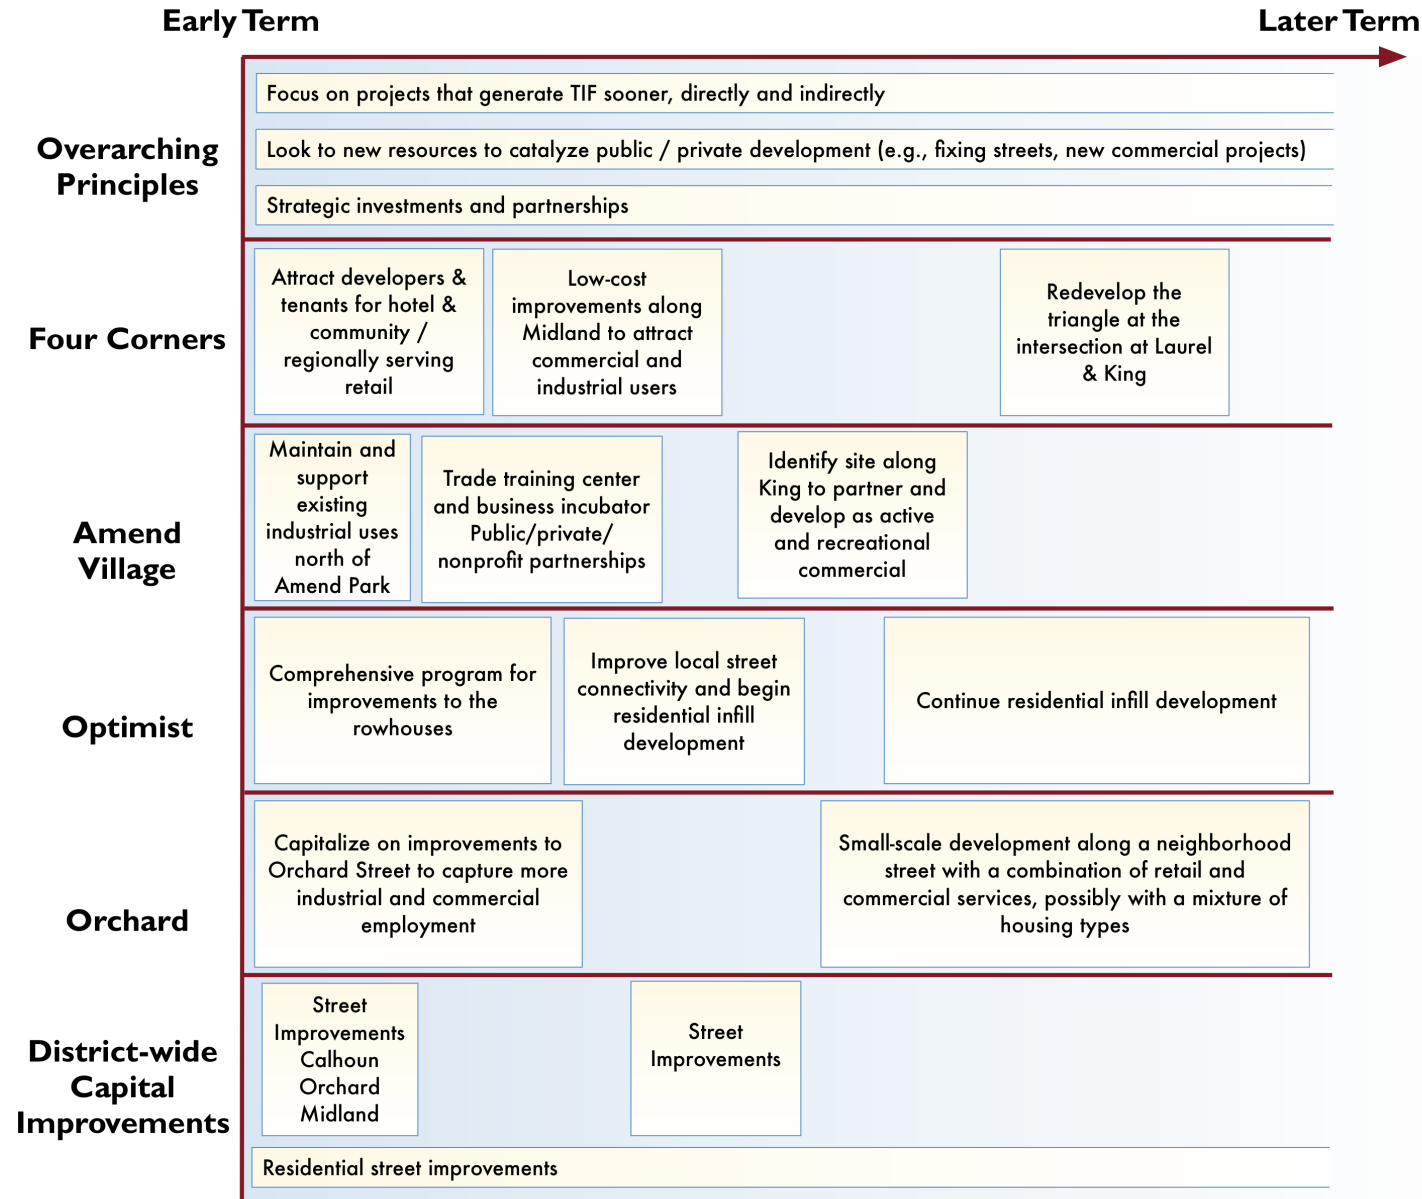 Early Term
Later Term
Overarching
Principles
Focus on projects that generate TIF sooner, directly and indirectly
Look to new resources to catalyze public / private development (e.g., fixing streets, new commercial projects)
Strategic investments and partnerships
Four Corners
Attract developers &
tenants for hotel &
community /
regionally serving
retail
Low-cost
improvements along
Midland to attract
commercial and
industrial users
Redevelop the
triangle at the
intersection at Laurel
& King
Amend
Village
Maintain and
support
existing
industrial uses
north of
Amend Park
Trade training center
and business incubator
Public/private/
nonprofit partnerships
Identify site along
King to partner and
develop as active
and recreational
commercial
Optimist
Comprehensive program for
improvements to the
rowhouses
Improve local street
connectivity and begin
residential infill
development
Continue residential infill development
Orchard
Capitalize on improvements to
Orchard Street to capture more
industrial and commercial
employment
Small-scale development along a neighborhood
street with a combination of retail and
commercial services, possibly with a mixture of
housing types
District-wide
Capital
Improvements
Street
Improvements
Calhoun
Orchard
Midland
Street
Improvements
Residential street improvements